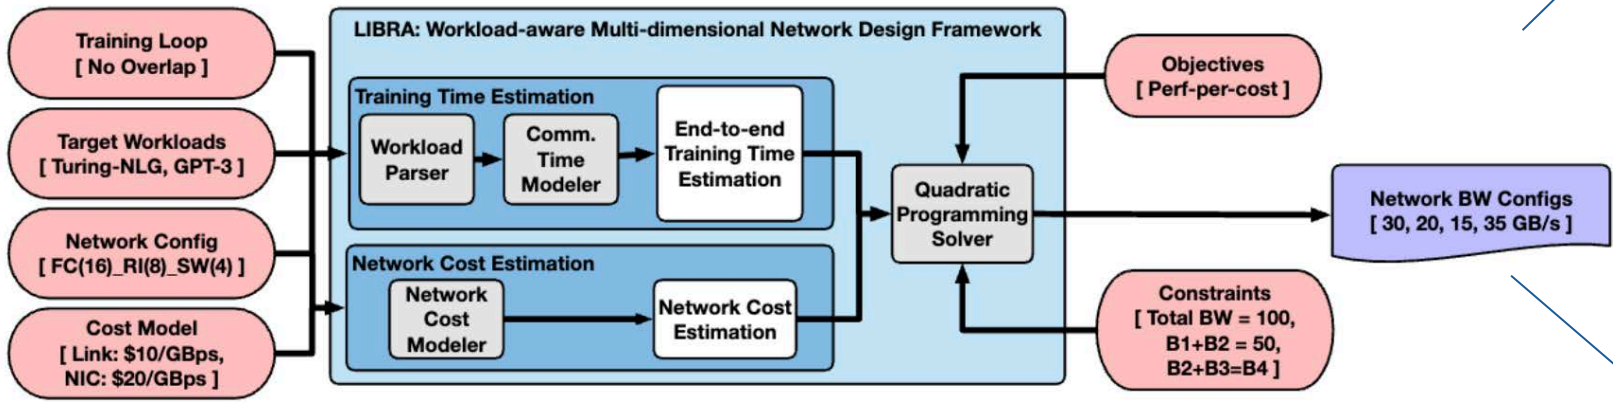 Training Loop
[ No Overlap ]
Target Workloads
[ Turing-NLG, GPT-3 ]
Network Config
[ FC(16)_RI(8)_SW(4) ]
Cost Model
[ Link: $10/GBps,
NIC: $20/GBps ]
LIBRA: Workload-aware Multi-dimensional Network Design Framework
Training Time Estimation
Workload
Parser
Comm.
Time
Modeler
End-to-end
Training Time
Estimation
Network Cost Estimation
Network
Cost
Modeler
Network Cost
Estimation
Quadratic
Programming
Solver
Objectives
[ Perf-per-cost ]
Constraints
[ Total BW = 100,
B1+B2 = 50,
B2+B3=B4 ]
Network BW Configs
[ 30, 20, 15, 35 GB/s ]